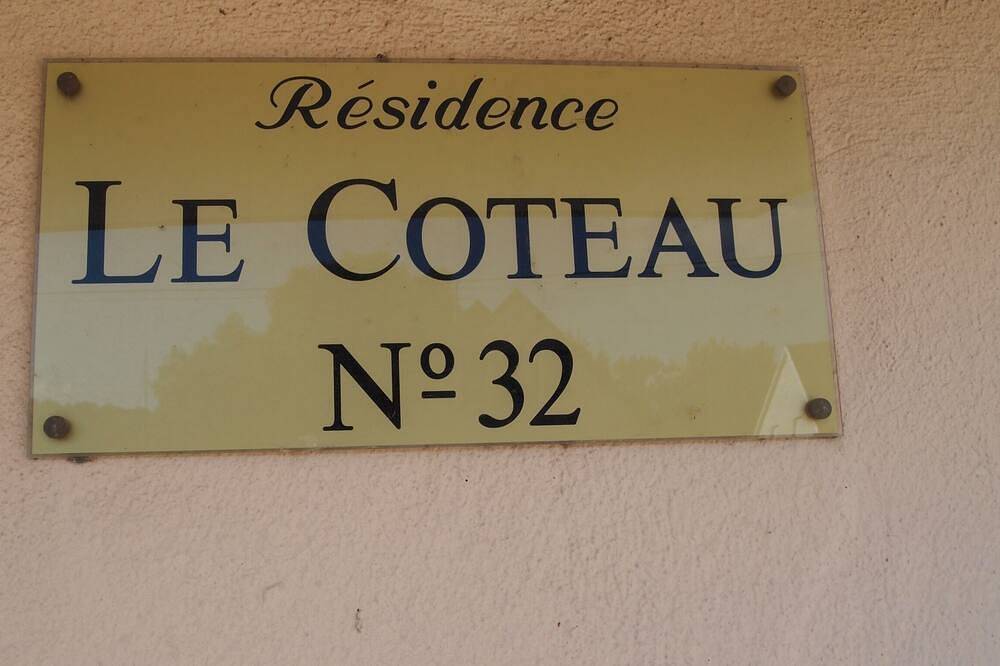 Résidence
LE COTEAU
Nº 32